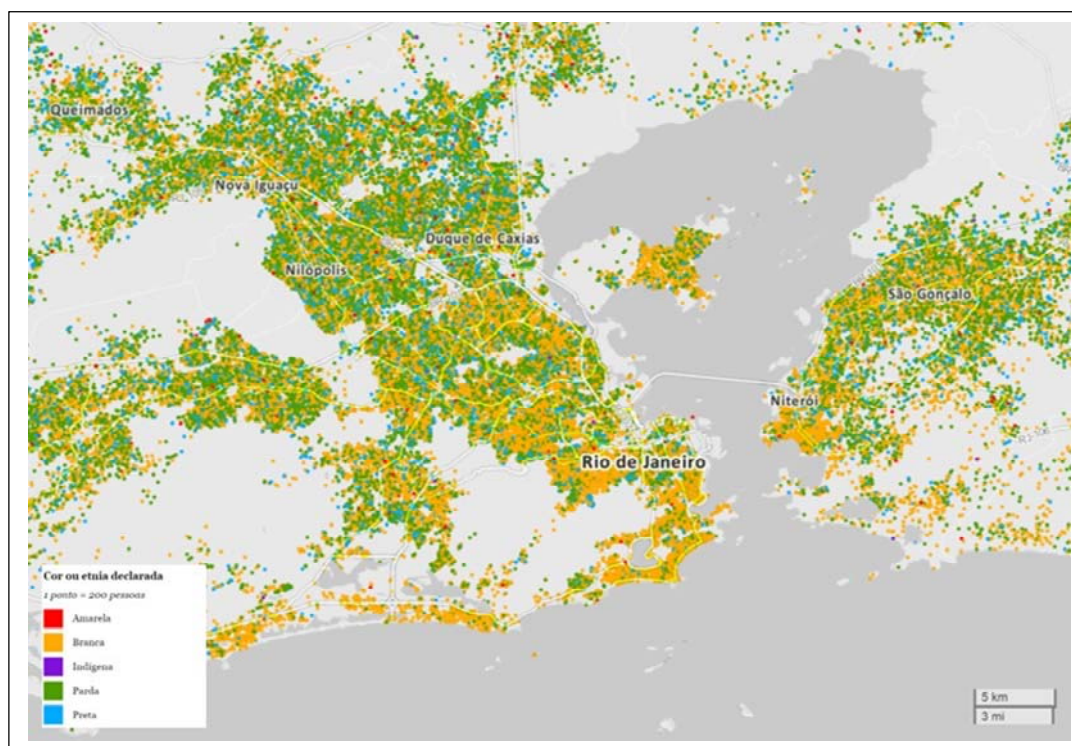 Queimados
Nova Iguaçu
Duque de Caxias
Nilópolis
São Gonçalo
Niterói
Rio de Janeiro
Cor ou etnia declarada
1 ponto = 200 pessoas
Amarela
Branca
Indígena
Parda
Preta
5 km
3 mi